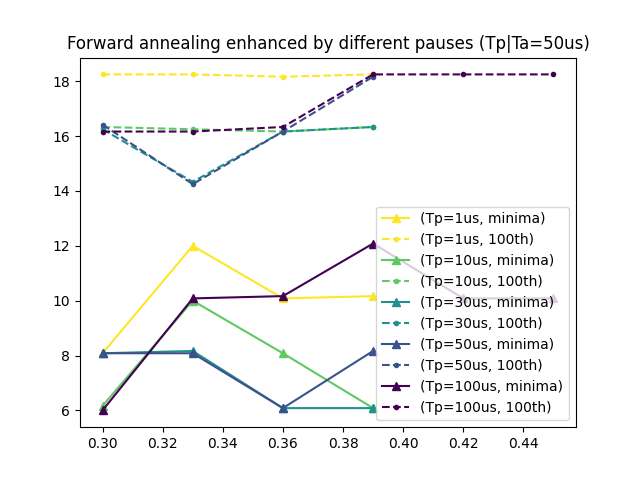 Forward annealing enhanced by different pauses (Tp|Ta=50us)
18
16
14
12
10
8
6
(Tp=1us, minima)
(Tp=1us, 100th)
(Tp=10us, minima)
(Tp=10us, 100th)
(Tp=30us, minima)
(Tp=30us, 100th)
(Tp=50us, minima)
(Tp=50us, 100th)
(Tp=100us, minima)
(Tp=100us, 100th)
0.30 0.32 0.34 0.36 0.38 0.40 0.42 0.44